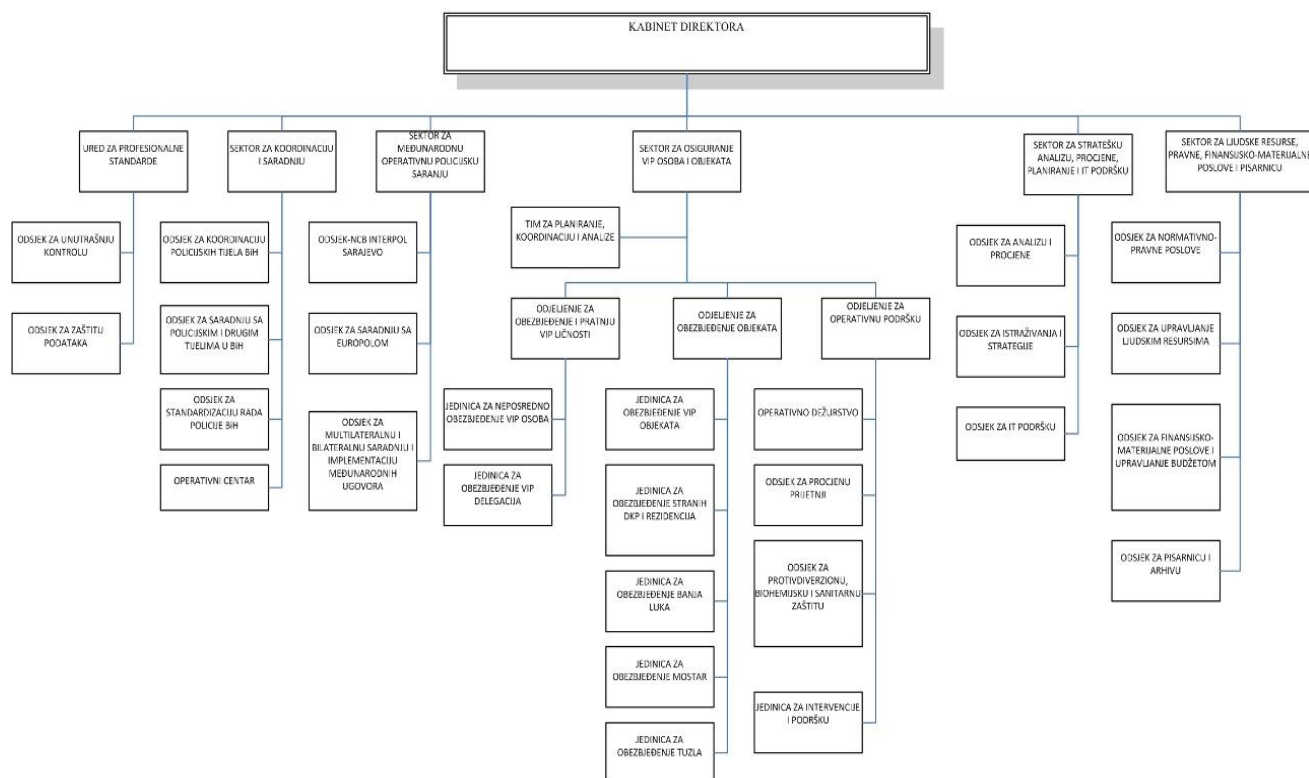 KABINET DIREKTORA
URED ZA PROFESIONALNE
STANDARDE
SEKTOR ZA KOORDINACIJU
I SARADNJU
SEKTOR ZA
MEĐUNARODNU
OPERATIVNU POLICIJSKU
SARANJU
SEKTOR ZA OSIGURANJE
VIP OSOBA I OBJEKATA
SEKTOR ZA STRATEŠKU
ANALIZU, PROCJENE,
PLANIRANJE I IT PODRŠKU
SEKTOR ZA LJUDSKE RESURSE,
PRAVNE, FINANSIJSKO-MATERIJALNE
POSLOVE I PISARNICU
ODSJEK ZA UNUTRAŠNJU
KONTROLU
ODSJEK ZA ZAŠTITU
PODATAKA
ODSJEK ZA KOORDINACIJU
POLICIJSKIH TIJELA BIH
ODSJEK ZA SARADNJU SA
POLICIJSKIM I DRUGIM
TIJELIMA U BIH
ODSJEK ZA
STANDARDIZACIJU RADA
POLICIJE BiH
OPERATIVNI CENTAR
ODSJEK-NCB INTERPOL
SARAJEVO
ODSJEK ZA SARADNJU SA
EUROPOLOM
ODSJEK ZA
MULTILATERALNU I
BILATERALNU SARADNJU I
IMPLEMENTACIJU
MEĐUNARODNIH
UGOVORA
TIM ZA PLANIRANJE,
KOORDINACIJU I ANALIZE
ODJELJENJE ZA
OBEZBJEĐENJE I PRATNJU
VIP LIČNOSTI
JEDINICA ZA NEPOSREDNO
OBEZBJEĐENJE VIP OSOBA
JEDINICA ZA
OBEZBJEĐENJE VIP
DELEGACIJA
ODJELJENJE ZA
OBEZBJEĐENJE OBJEKATA
JEDINICA ZA
OBEZBJEĐENJE VIP
OBJEKATA
JEDINICA ZA
OBEZBJEĐENJE STRANIH
DKP I REZIDENCIJA
JEDINICA ZA
OBEZBJEĐENJE BANJA
LUKA
JEDINICA ZA
OBEZBJEĐENJE MOSTAR
JEDINICA ZA
OBEZBJEĐENJE TUZLA
ODJELJENJE ZA
OPERATIVNU PODRŠKU
OPERATIVNO DEŽURSTVO
ODSJEK ZA PROCJENU
PRIJETNJI
ODSJEK ZA
PROTIVDIVERZIONU,
BIOHEMIJSKU I SANITARNU
ZAŠTITU
JEDINICA ZA INTERVENCIJE
I PODRŠKU
ODSJEK ZA ANALIZU I
PROCJENE
ODSJEK ZA ISTRAŽIVANJA I
STRATEGIJE
ODSJEK ZA IT PODRŠKU
ODSJEK ZA NORMATIVNO-
PRAVNE POSLOVE
ODSJEK ZA UPRAVLJANJE
LJUDSKIM RESURSIMA
ODSJEK ZA FINANSIJSKO-
MATERIJALNE POSLOVE I
UPRAVLJANJE BUDŽETOM
ODSJEK ZA PISARNICU I
ARHIVU